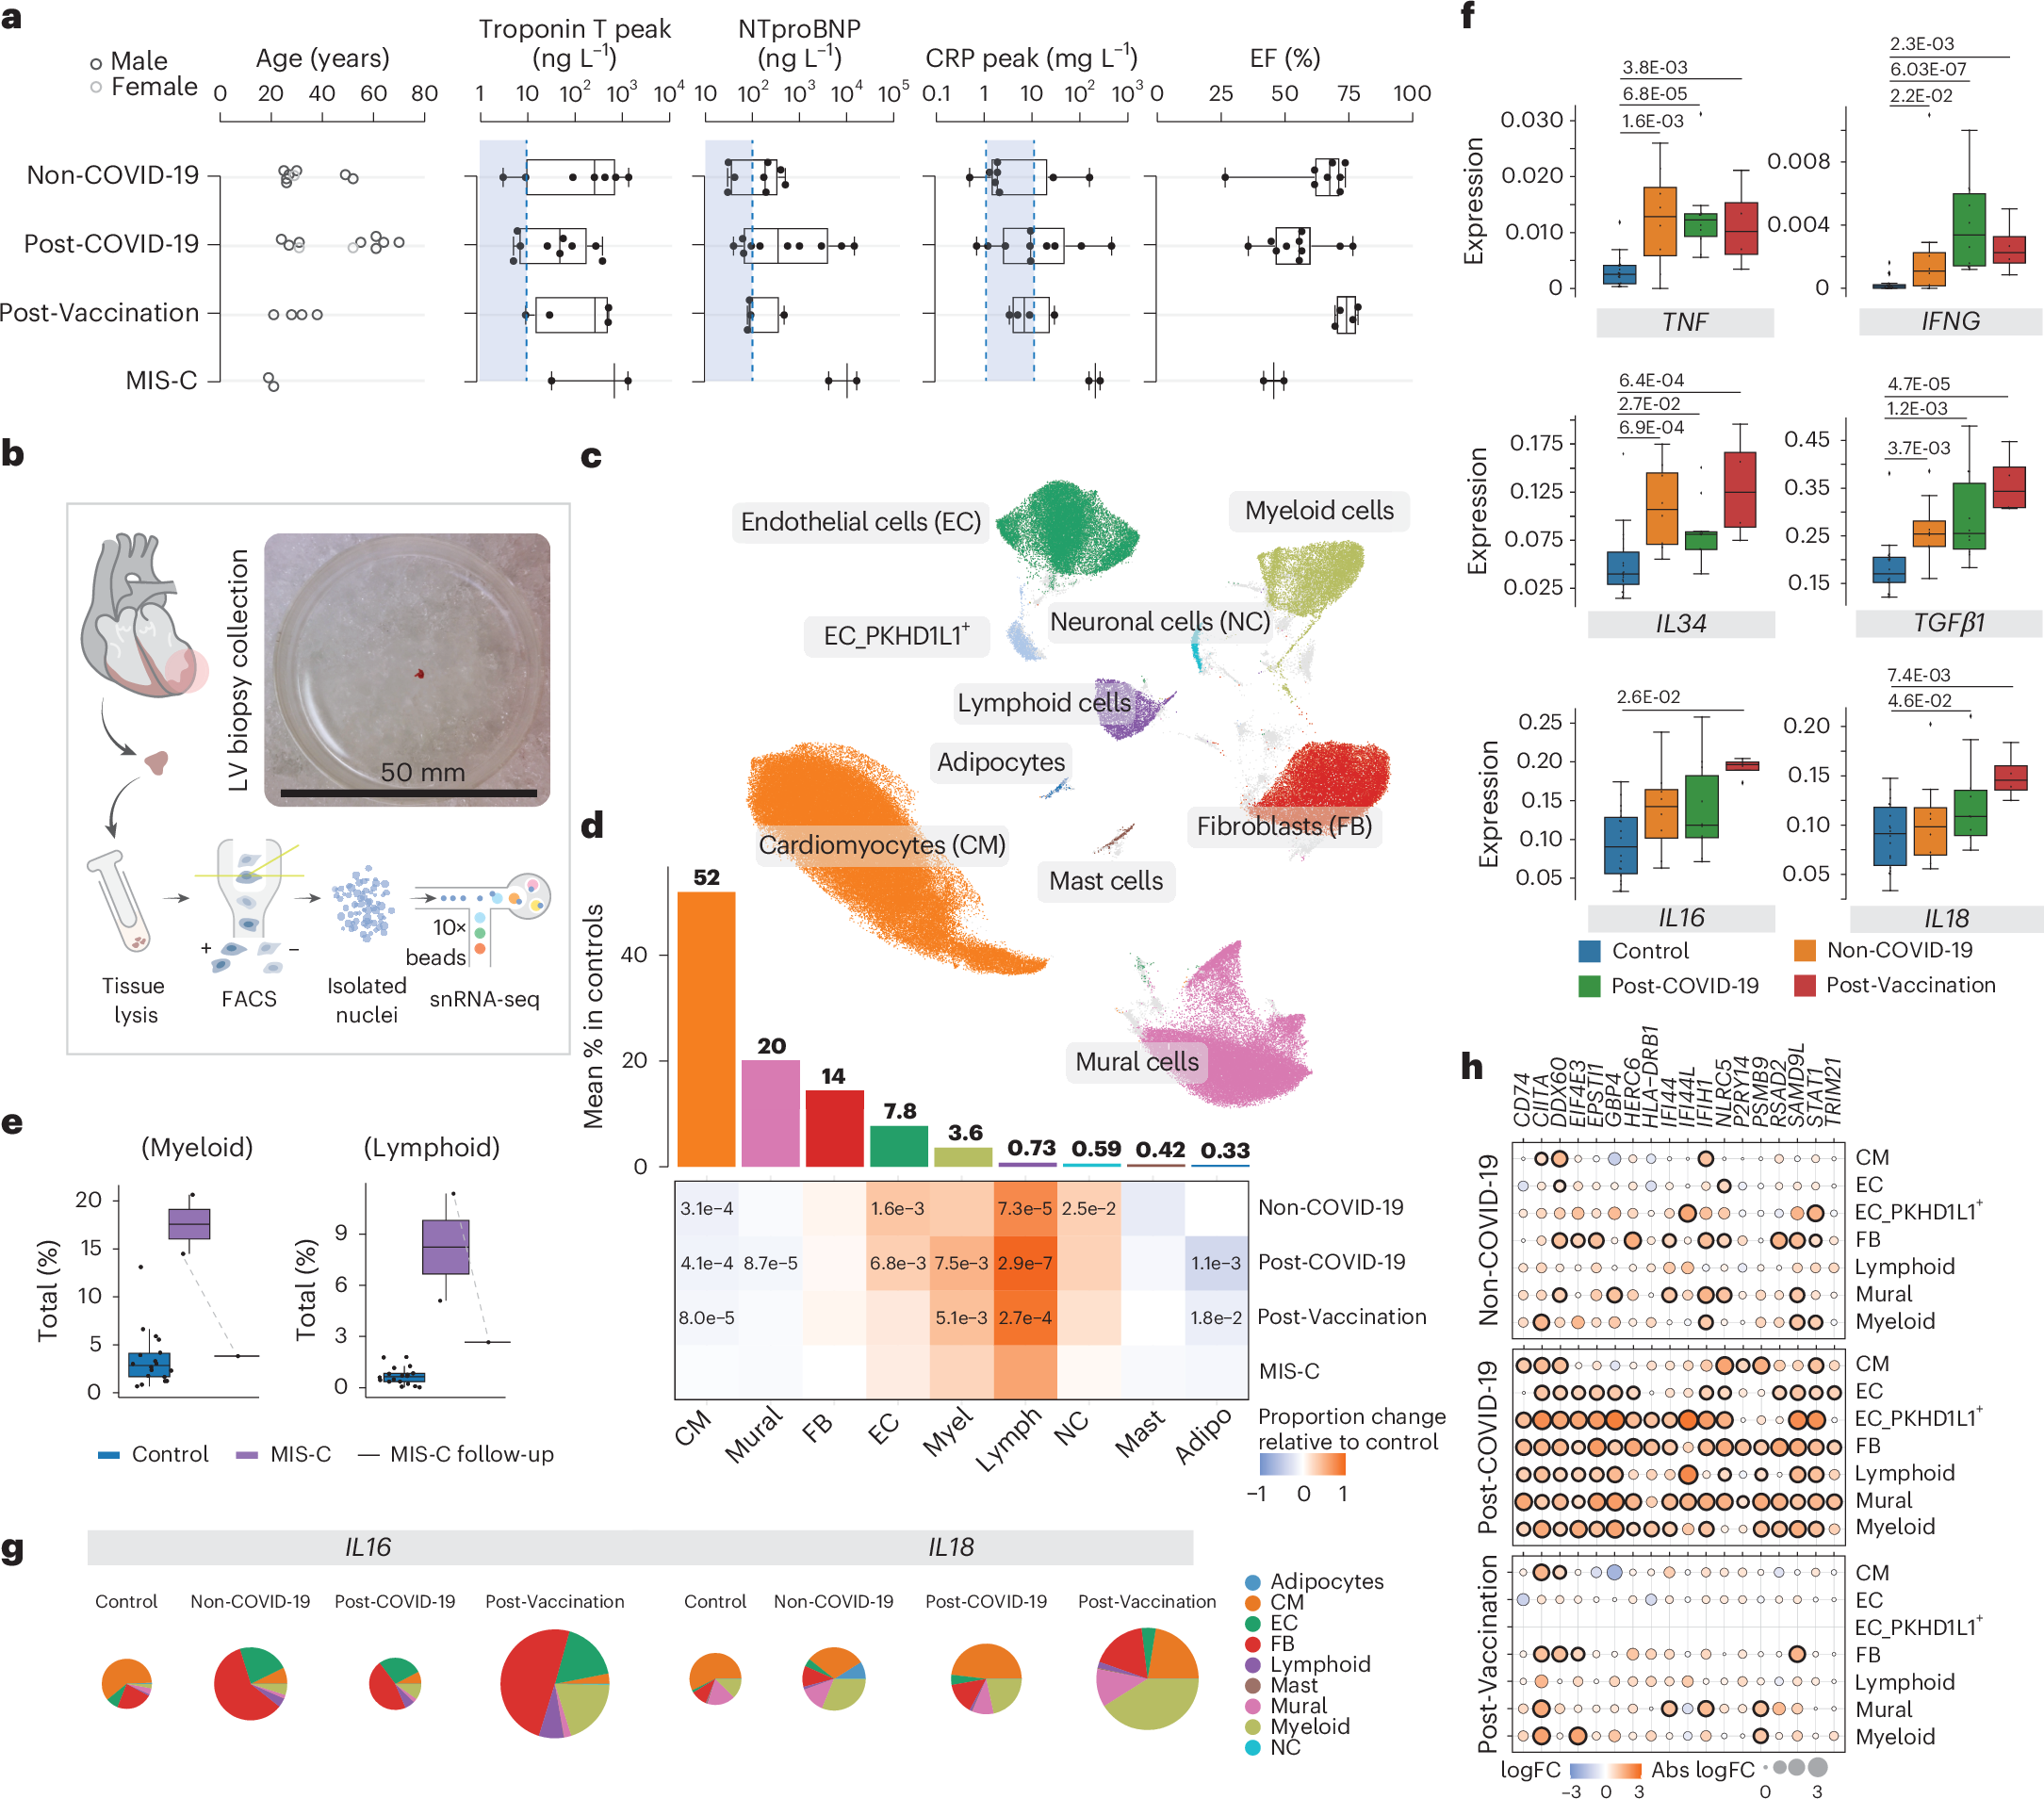 a
Male
Female
Age (years)
Troponin T peak
(ng L⁻¹)
NTproBNP
(ng L⁻¹)
CRP peak (mg L⁻¹)
EF (%)
0 20 40 60 80
1 10 10² 10³ 10⁴
10 10² 10³ 10⁴ 10⁵
0.1 1 10 10² 10³
0 25 50 75 100
Non-COVID-19
Post-COVID-19
Post-Vaccination
MIS-C
b
LV biopsy collection
50 mm
10×
beads
+
−
Tissue
lysis
FACS
Isolated
nuclei
snRNA-seq
c
Endothelial cells (EC)
Myeloid cells
EC_PKHD1L1⁺
Neuronal cells (NC)
Lymphoid cells
Adipocytes
Cardiomyocytes (CM)
Fibroblasts (FB)
Mast cells
Mural cells
d
Mean % in controls
40
20
0
52
20
14
7.8
3.6
0.73
0.59
0.42
0.33
3.1e−4 1.6e−3 7.3e−5 2.5e−2 Non-COVID-19
4.1e−4 8.7e−5 6.8e−3 7.5e−3 2.9e−7 1.1e−3 Post-COVID-19
8.0e−5 5.1e−3 2.7e−4 1.8e−2 Post-Vaccination
MIS-C
CM Mural FB EC Myel Lymph NC Mast Adipo
Proportion change
relative to control
−1 0 1
e
(Myeloid)
Total (%)
20
15
10
5
0
(Lymphoid)
Total (%)
9
6
3
0
Control MIS-C MIS-C follow-up
f
Expression
0.030
0.020
0.010
0
3.8E-03
6.8E-05
1.6E-03
TNF
0.008
0.004
0
2.3E-03
6.03E-07
2.2E-02
IFNG
Expression
0.175
0.125
0.075
0.025
6.4E-04
2.7E-02
6.9E-04
IL34
0.45
0.35
0.25
0.15
4.7E-05
1.2E-03
3.7E-03
TGFβ1
Expression
0.25
0.20
0.15
0.10
0.05
2.6E-02
IL16
0.20
0.15
0.10
0.05
7.4E-03
4.6E-02
IL18
Control
Non-COVID-19
Post-COVID-19
Post-Vaccination
g
IL16
IL18
Control
Non-COVID-19
Post-COVID-19
Post-Vaccination
Control
Non-COVID-19
Post-COVID-19
Post-Vaccination
Adipocytes
CM
EC
FB
Lymphoid
Mast
Mural
Myeloid
NC
h
CD74
CIITA
DDX60
EIF4E3
EPSTI1
GBP4
HERC6
HLA−DRB1
IFI44
IFI44L
IFIH1
NLRC5
P2RY14
PSMB9
RSAD2
SAMD9L
STAT1
TRIM21
Non-COVID-19
CM
EC
EC_PKHD1L1⁺
FB
Lymphoid
Mural
Myeloid
Post-COVID-19
CM
EC
EC_PKHD1L1⁺
FB
Lymphoid
Mural
Myeloid
Post-Vaccination
CM
EC
EC_PKHD1L1⁺
FB
Lymphoid
Mural
Myeloid
logFC
−3 0 3
Abs logFC
0 3